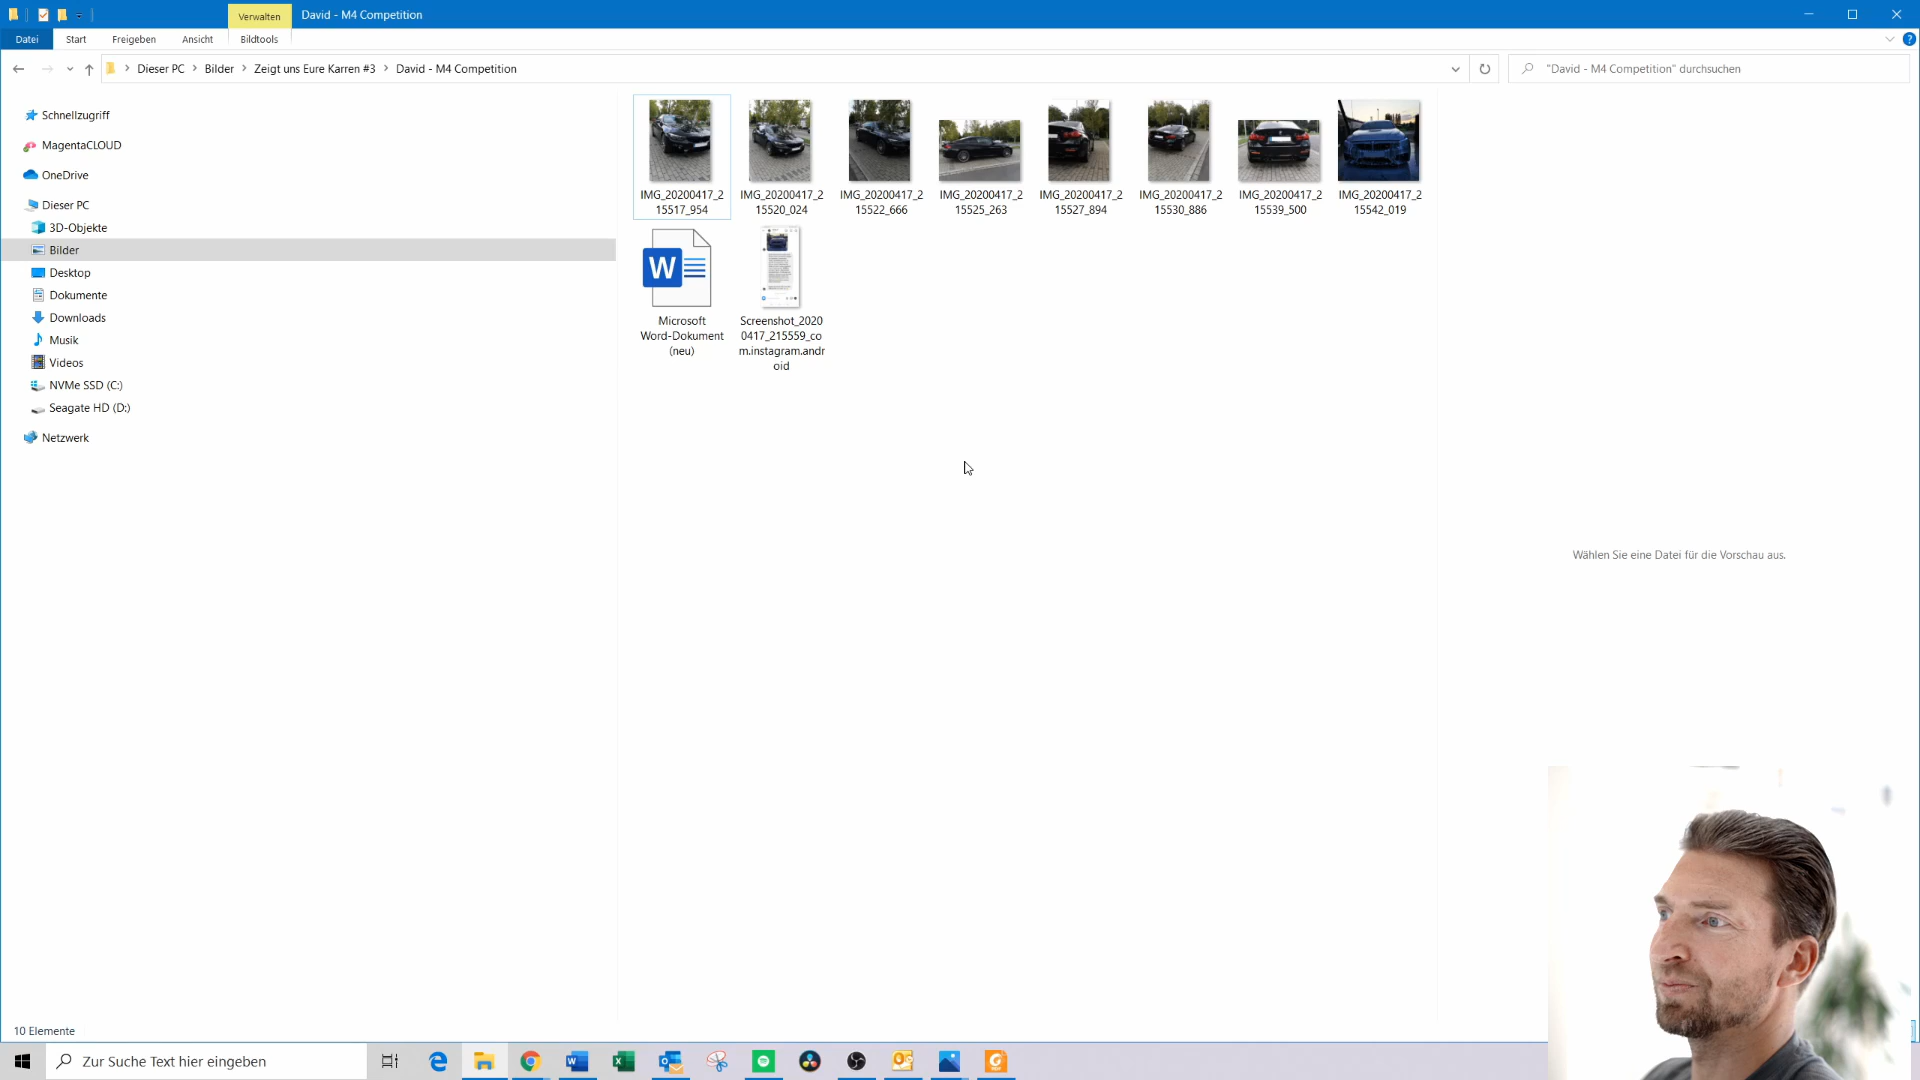 Verwalten
David - M4 Competition
Datei
Start
Freigeben
Ansicht
Bildtools
Dieser PC
Bilder
Zeigt uns Eure Karren #3
David - M4 Competition
"David - M4 Competition" durchsuchen
Schnellzugriff
MagentaCLOUD
OneDrive
Dieser PC
3D-Objekte
Bilder
Desktop
Dokumente
Downloads
Musik
Videos
NVMe SSD (C:)
Seagate HD (D:)
Netzwerk
IMG_20200417_2
15517_954
IMG_20200417_2
15520_024
IMG_20200417_2
15522_666
IMG_20200417_2
15525_263
IMG_20200417_2
15527_894
IMG_20200417_2
15530_886
IMG_20200417_2
15539_500
IMG_20200417_2
15542_019
W
Microsoft
Word-Dokument
(neu)
Screenshot_2020
0417_215559_co
m.instagram.andr
oid
Wählen Sie eine Datei für die Vorschau aus.
10 Elemente
Zur Suche Text hier eingeben